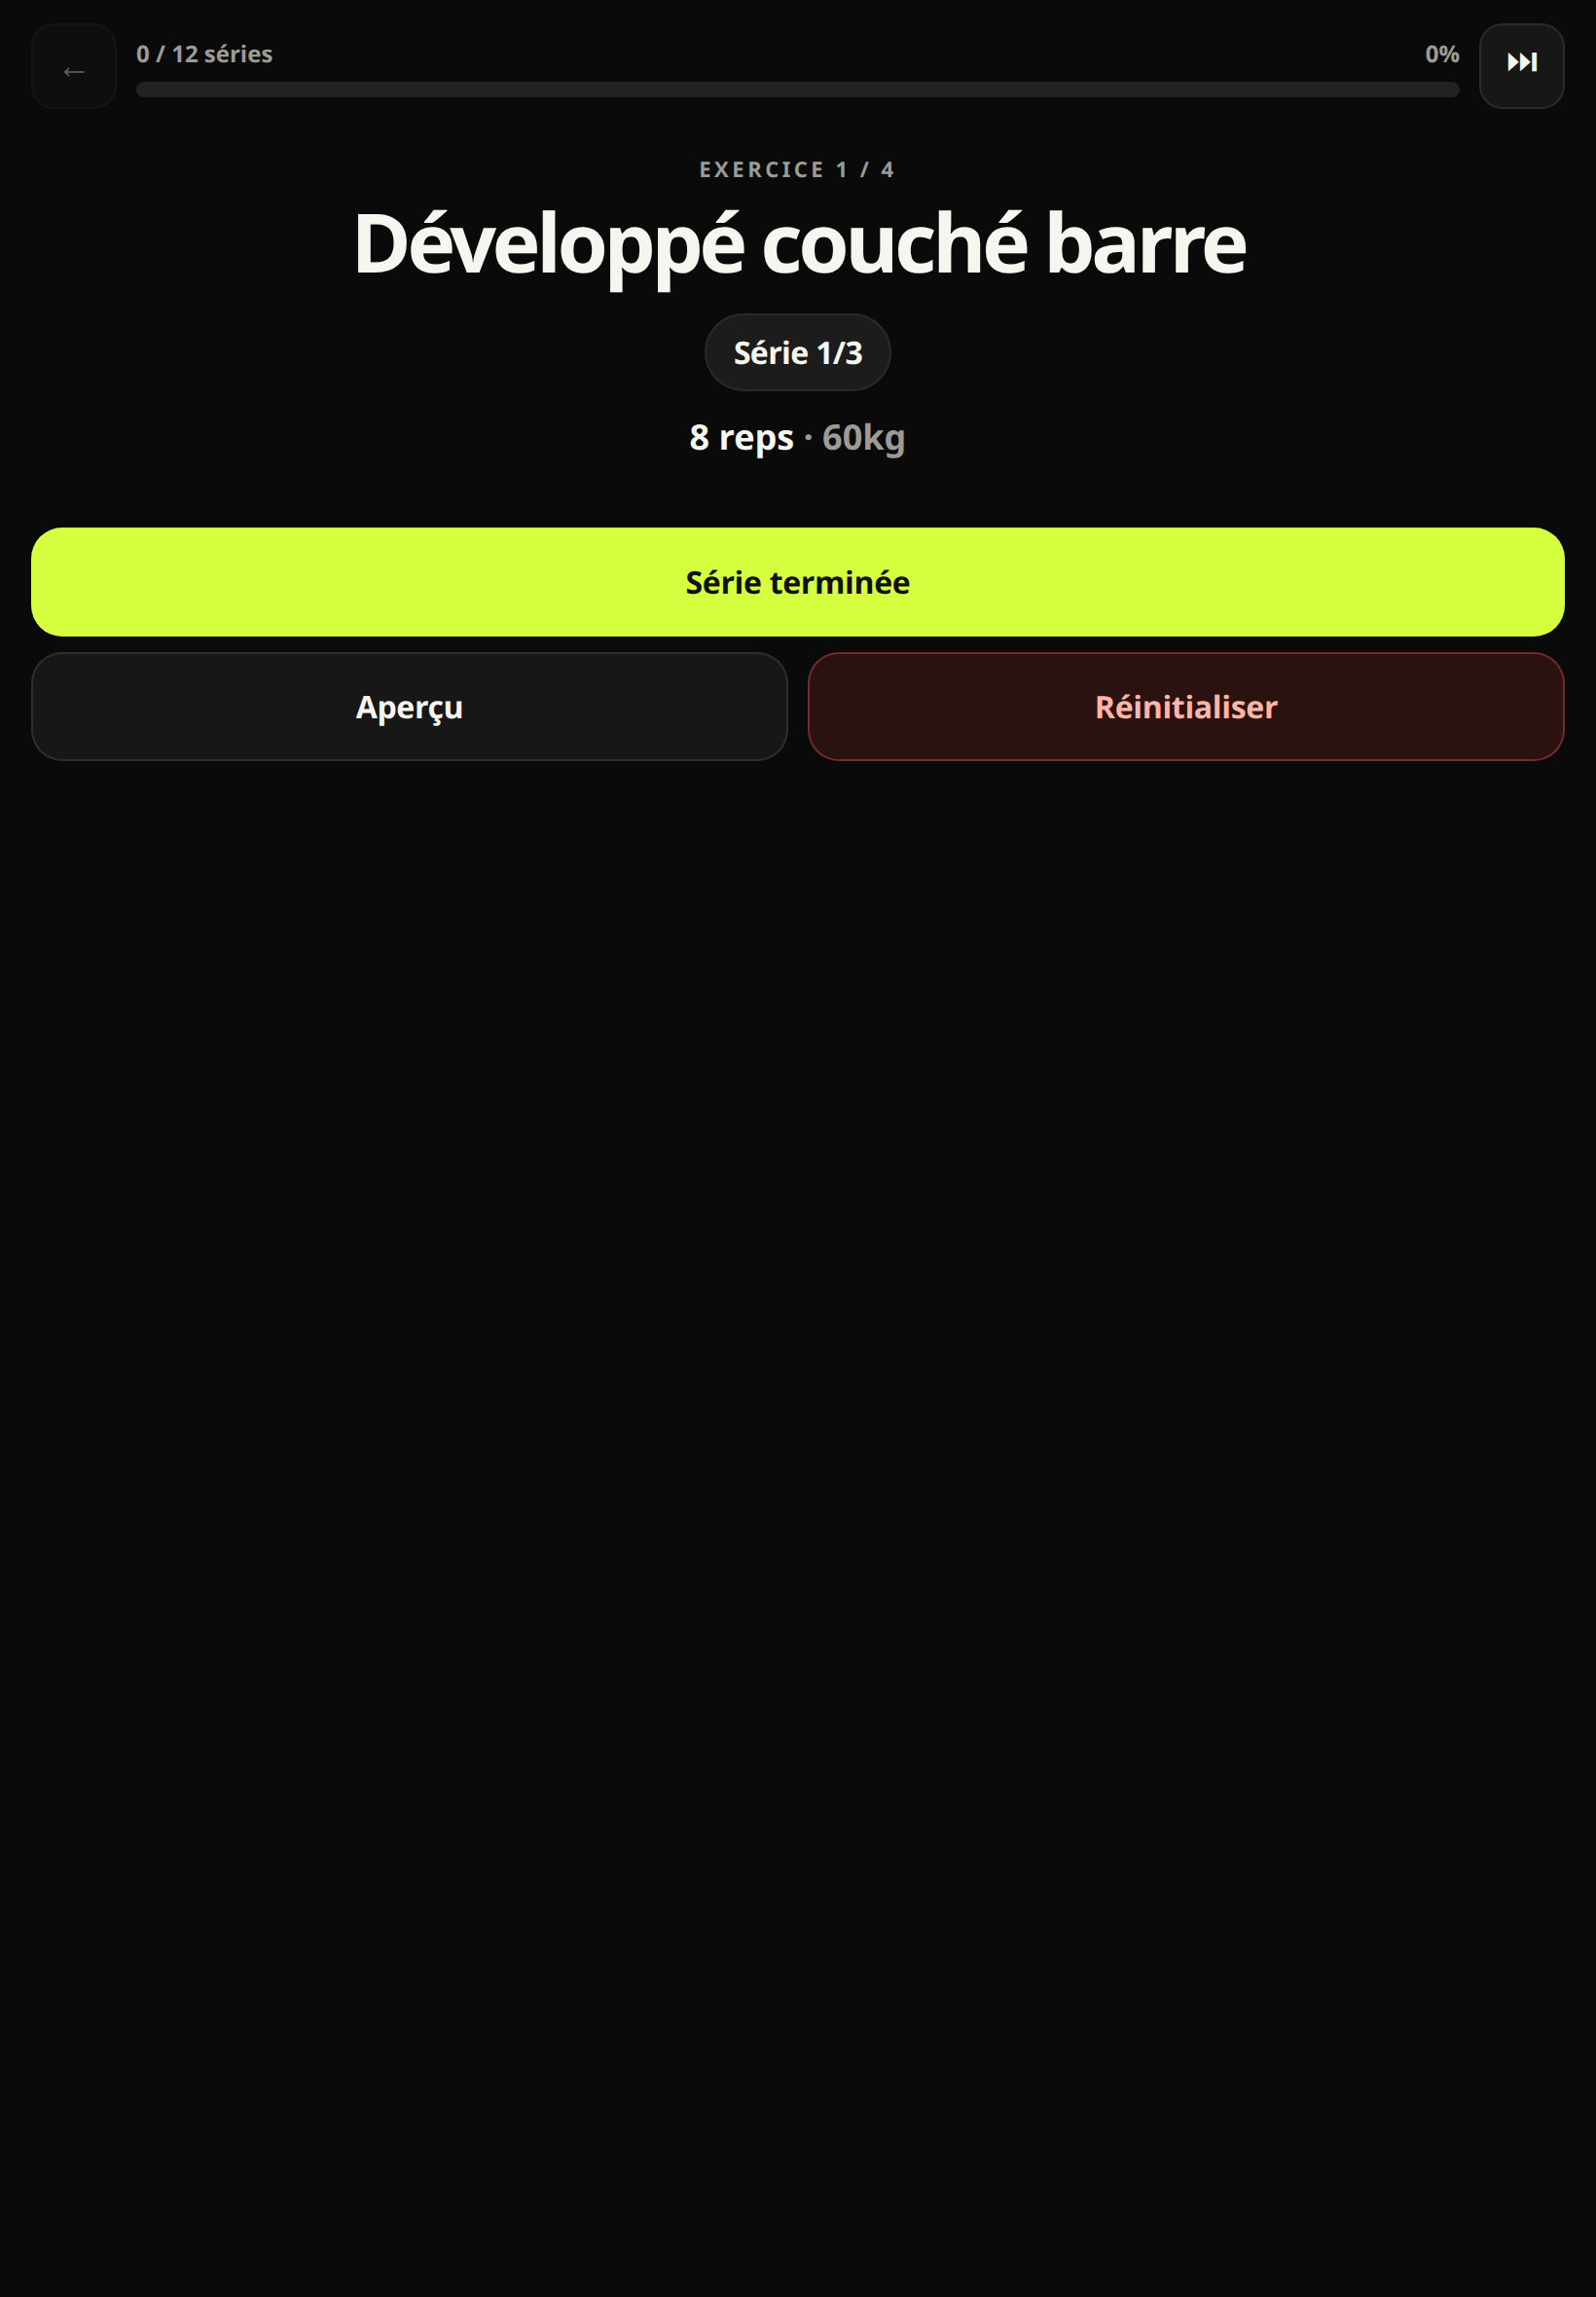 ←
0 / 12 séries
0%
⏭
EXERCICE 1 / 4
Développé couché barre
Série 1/3
8 reps · 60kg
Série terminée
Aperçu
Réinitialiser